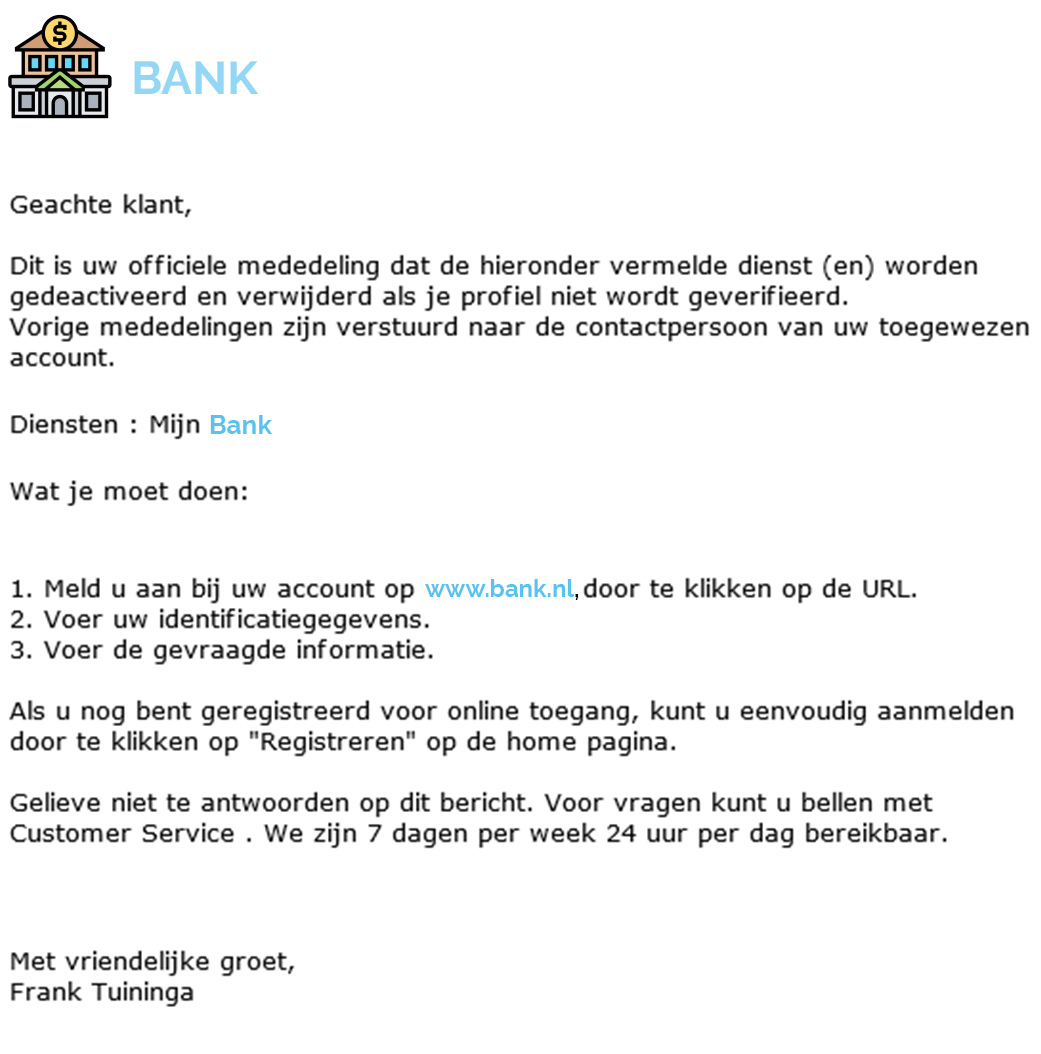 $
BANK
Geachte klant,
Dit is uw officiele mededeling dat de hieronder vermelde dienst (en) worden
gedeactiveerd en verwijderd als je profiel niet wordt geverifieerd.
Vorige mededelingen zijn verstuurd naar de contactpersoon van uw toegewezen
account.
Diensten : Mijn Bank
Wat je moet doen:
1. Meld u aan bij uw account op www.bank.nl, door te klikken op de URL.
2. Voer uw identificatiegegevens.
3. Voer de gevraagde informatie.
Als u nog bent geregistreerd voor online toegang, kunt u eenvoudig aanmelden
door te klikken op "Registreren" op de home pagina.
Gelieve niet te antwoorden op dit bericht. Voor vragen kunt u bellen met
Customer Service . We zijn 7 dagen per week 24 uur per dag bereikbaar.
Met vriendelijke groet,
Frank Tuininga